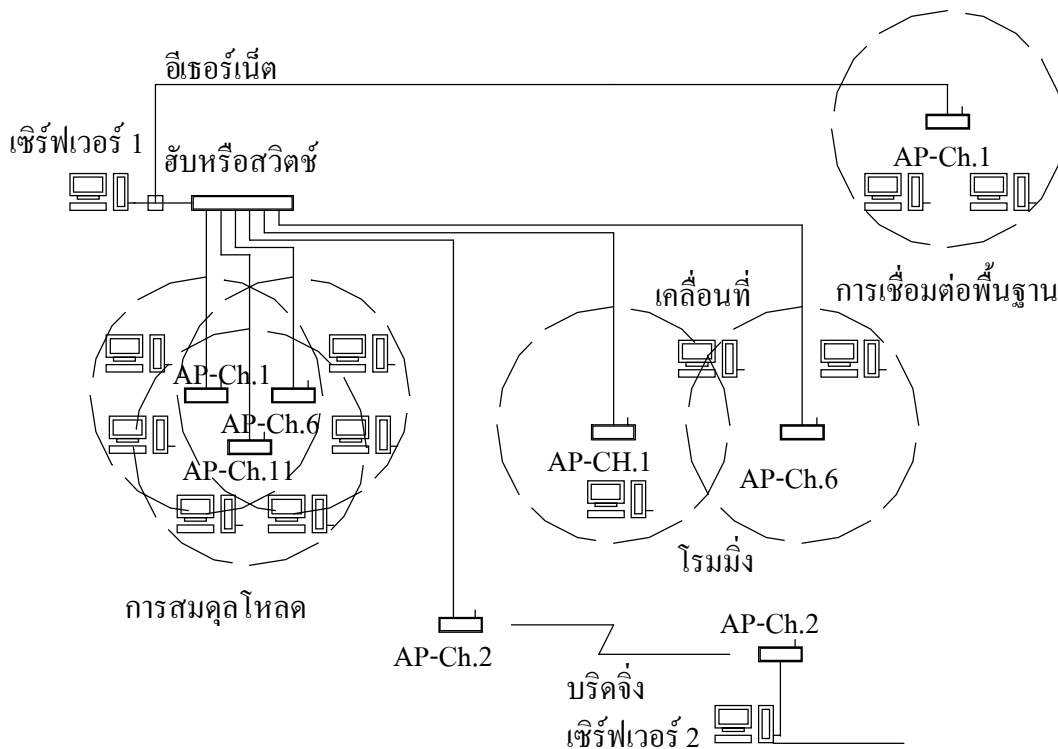 อีเธอร์เน็ต
เซิร์ฟเวอร์ 1
ฮับหรือสวิตช์
AP-Ch.1
การเชื่อมต่อพื้นฐาน
เคลื่อนที่
AP-Ch.1
AP-Ch.6
AP-Ch.11
AP-CH.1
AP-Ch.6
โรมมิ่ง
การสมดุลโหลด
AP-Ch.2
AP-Ch.2
บริดจิ่ง
เซิร์ฟเวอร์ 2